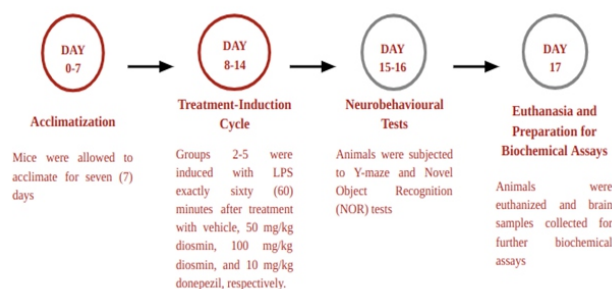 DAY
0-7
DAY
8-14
DAY
15-16
DAY
17
Acclimatization
Mice were allowed to
acclimate for seven (7)
days
Treatment-Induction
Cycle
Groups 2-5 were
induced with LPS
exactly sixty (60)
minutes after treatment
with vehicle, 50 mg/kg
diosmin, 100 mg/kg
diosmin, and 10 mg/kg
donepezil, respectively.
Neurobehavioural
Tests
Animals were subjected
to Y-maze and Novel
Object Recognition
(NOR) tests
Euthanasia and
Preparation for
Biochemical Assays
Animals were
euthanized and brain
samples collected for
further biochemical
assays